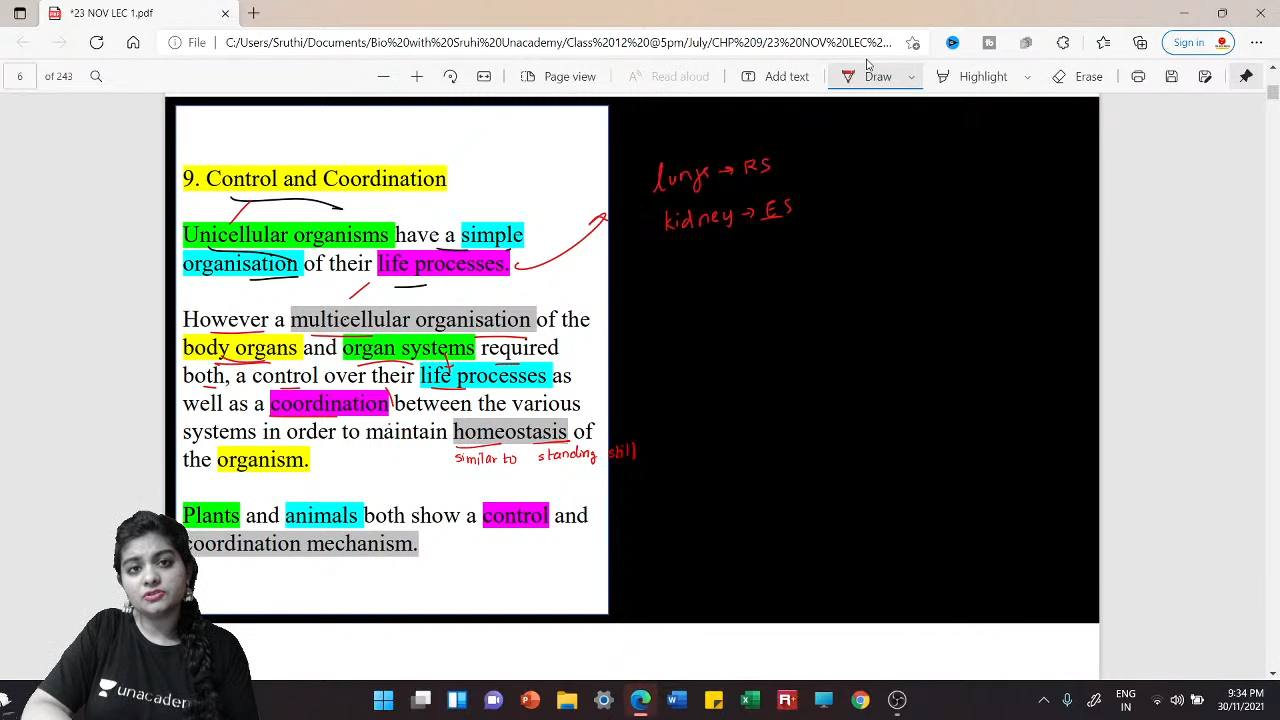 *23 NOV LEC 1.pdf
File
C:/Users/Sruthi/Documents/Bio%20with%20Sruhi%20Unacademy/Class%2012%20@5pm/July/CHP%209/23%20NOV%20LEC%2...
Sign in
6 of 243
Page view
Read aloud
Add text
Draw
Highlight
Erase
9. Control and Coordination
lungs → RS
kidney → ES
Unicellular organisms have a simple
organisation of their life processes.
However a multicellular organisation of the
body organs and organ systems required
both, a control over their life processes as
well as a coordination between the various
systems in order to maintain homeostasis of
the organism.
similar to standing still
Plants and animals both show a control and
coordination mechanism.
unacadem
ENG
IN
9:34 PM
30/11/2021